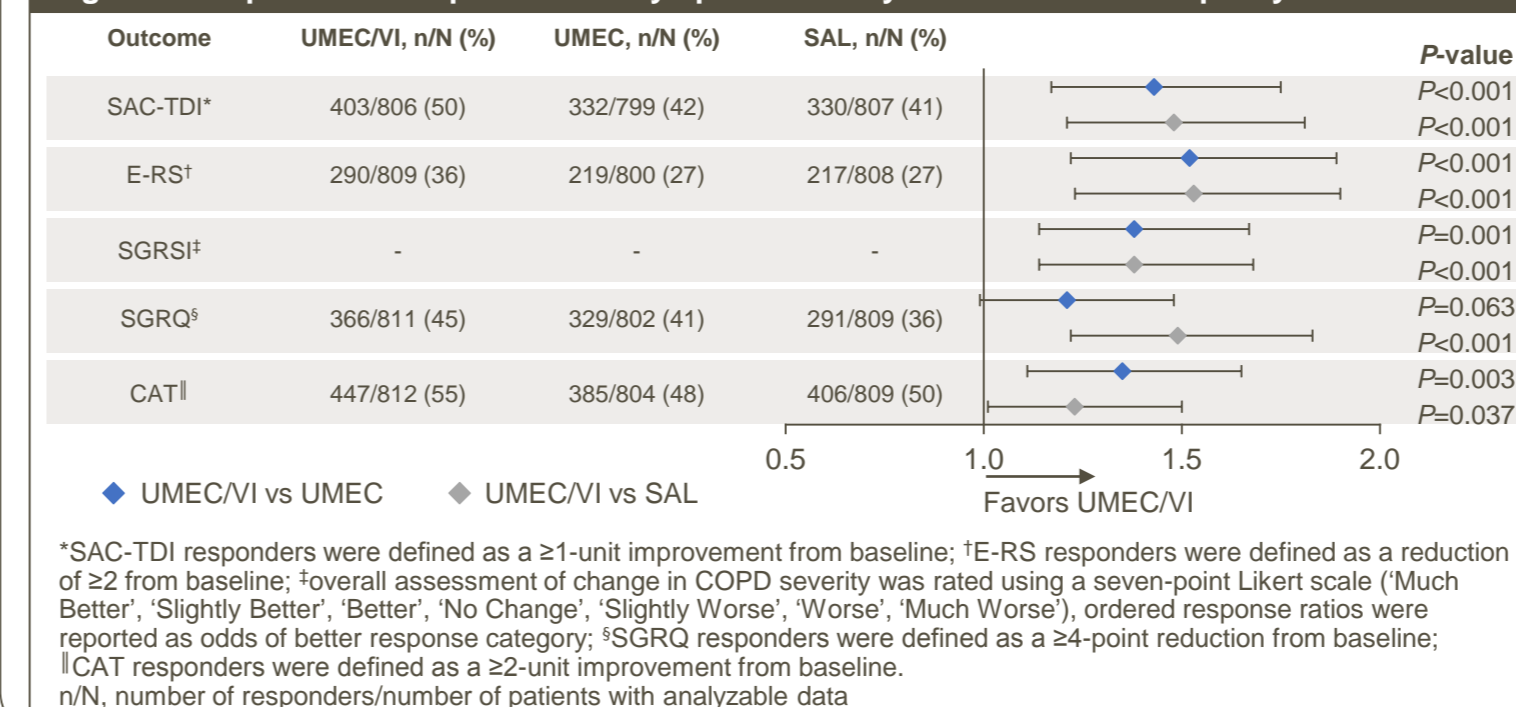 Outcome UMEC/VI, n/N (%) UMEC, n/N (%) SAL, n/N (%) P-value
SAC-TDI* 403/806 (50) 332/799 (42) 330/807 (41) P<0.001
P<0.001
E-RS† 290/809 (36) 219/800 (27) 217/808 (27) P<0.001
P<0.001
SGRSI‡ - - - P=0.001
P<0.001
SGRQ§ 366/811 (45) 329/802 (41) 291/809 (36) P=0.063
P<0.001
CAT‖ 447/812 (55) 385/804 (48) 406/809 (50) P=0.003
P=0.037
0.5 1.0 1.5 2.0
UMEC/VI vs UMEC UMEC/VI vs SAL Favors UMEC/VI
*SAC-TDI responders were defined as a ≥1-unit improvement from baseline; †E-RS responders were defined as a reduction
of ≥2 from baseline; ‡overall assessment of change in COPD severity was rated using a seven-point Likert scale (‘Much
Better’, ‘Slightly Better’, ‘Better’, ‘No Change’, ‘Slightly Worse’, ‘Worse’, ‘Much Worse’), ordered response ratios were
reported as odds of better response category; §SGRQ responders were defined as a ≥4-point reduction from baseline;
‖CAT responders were defined as a ≥2-unit improvement from baseline.
n/N, number of responders/number of patients with analyzable data